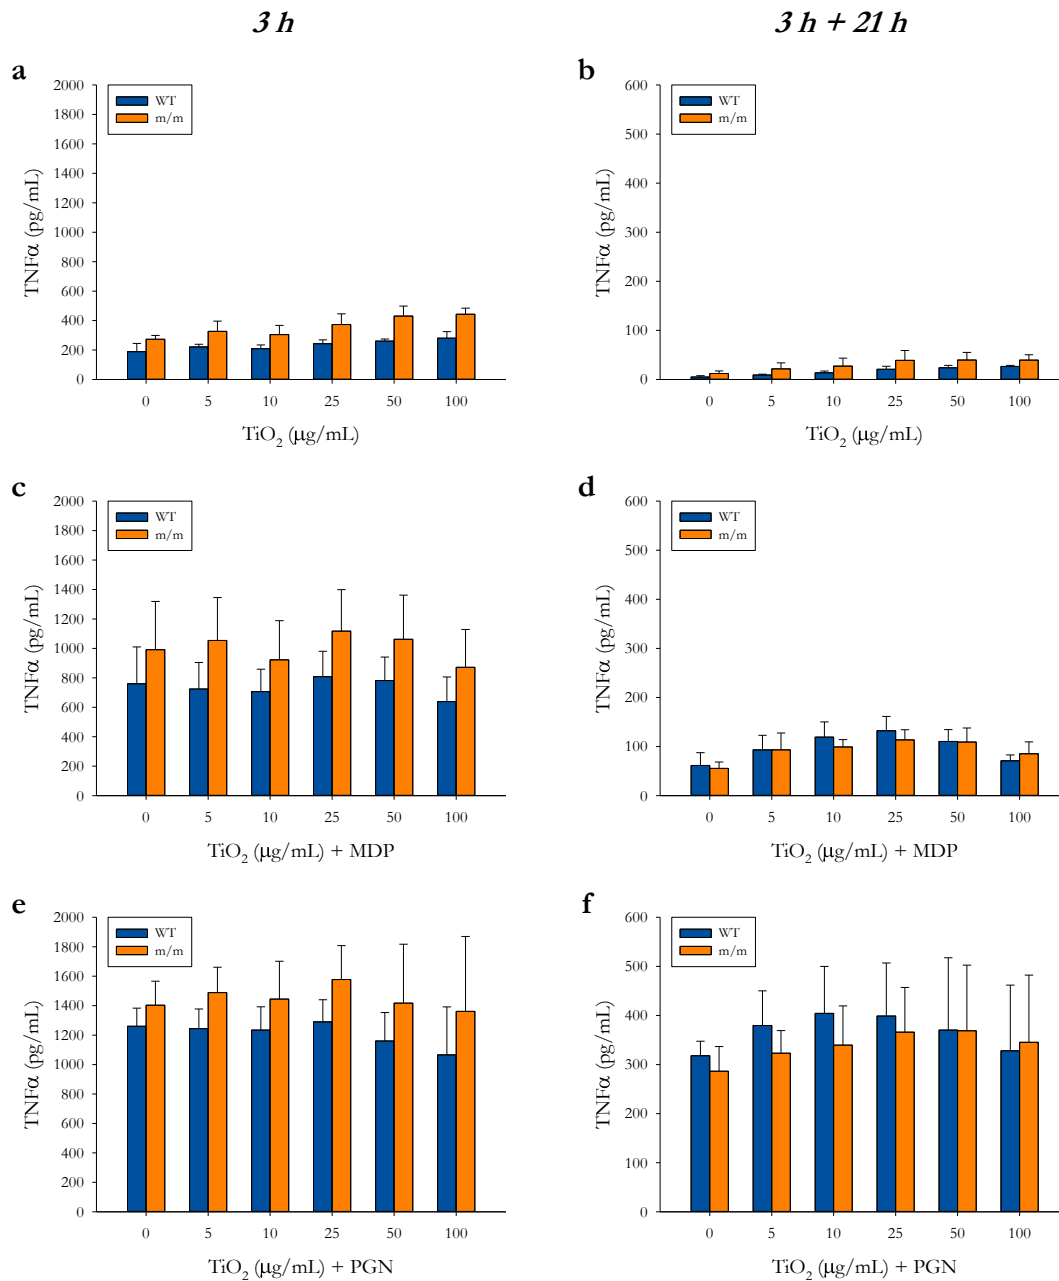 3 h
3 h + 21 h
a
2000
1800
1600
1400
1200
1000
800
600
400
200
0
TNFα (pg/mL)
WT
m/m
0 5 10 25 50 100
TiO2 (μg/mL)
b
600
500
400
300
200
100
0
TNFα (pg/mL)
WT
m/m
0 5 10 25 50 100
TiO2 (μg/mL)
c
2000
1800
1600
1400
1200
1000
800
600
400
200
0
TNFα (pg/mL)
WT
m/m
0 5 10 25 50 100
TiO2 (μg/mL) + MDP
d
600
500
400
300
200
100
0
TNFα (pg/mL)
WT
m/m
0 5 10 25 50 100
TiO2 (μg/mL) + MDP
e
2000
1800
1600
1400
1200
1000
800
600
400
200
0
TNFα (pg/mL)
WT
m/m
0 5 10 25 50 100
TiO2 (μg/mL) + PGN
f
600
500
400
300
200
100
0
TNFα (pg/mL)
WT
m/m
0 5 10 25 50 100
TiO2 (μg/mL) + PGN